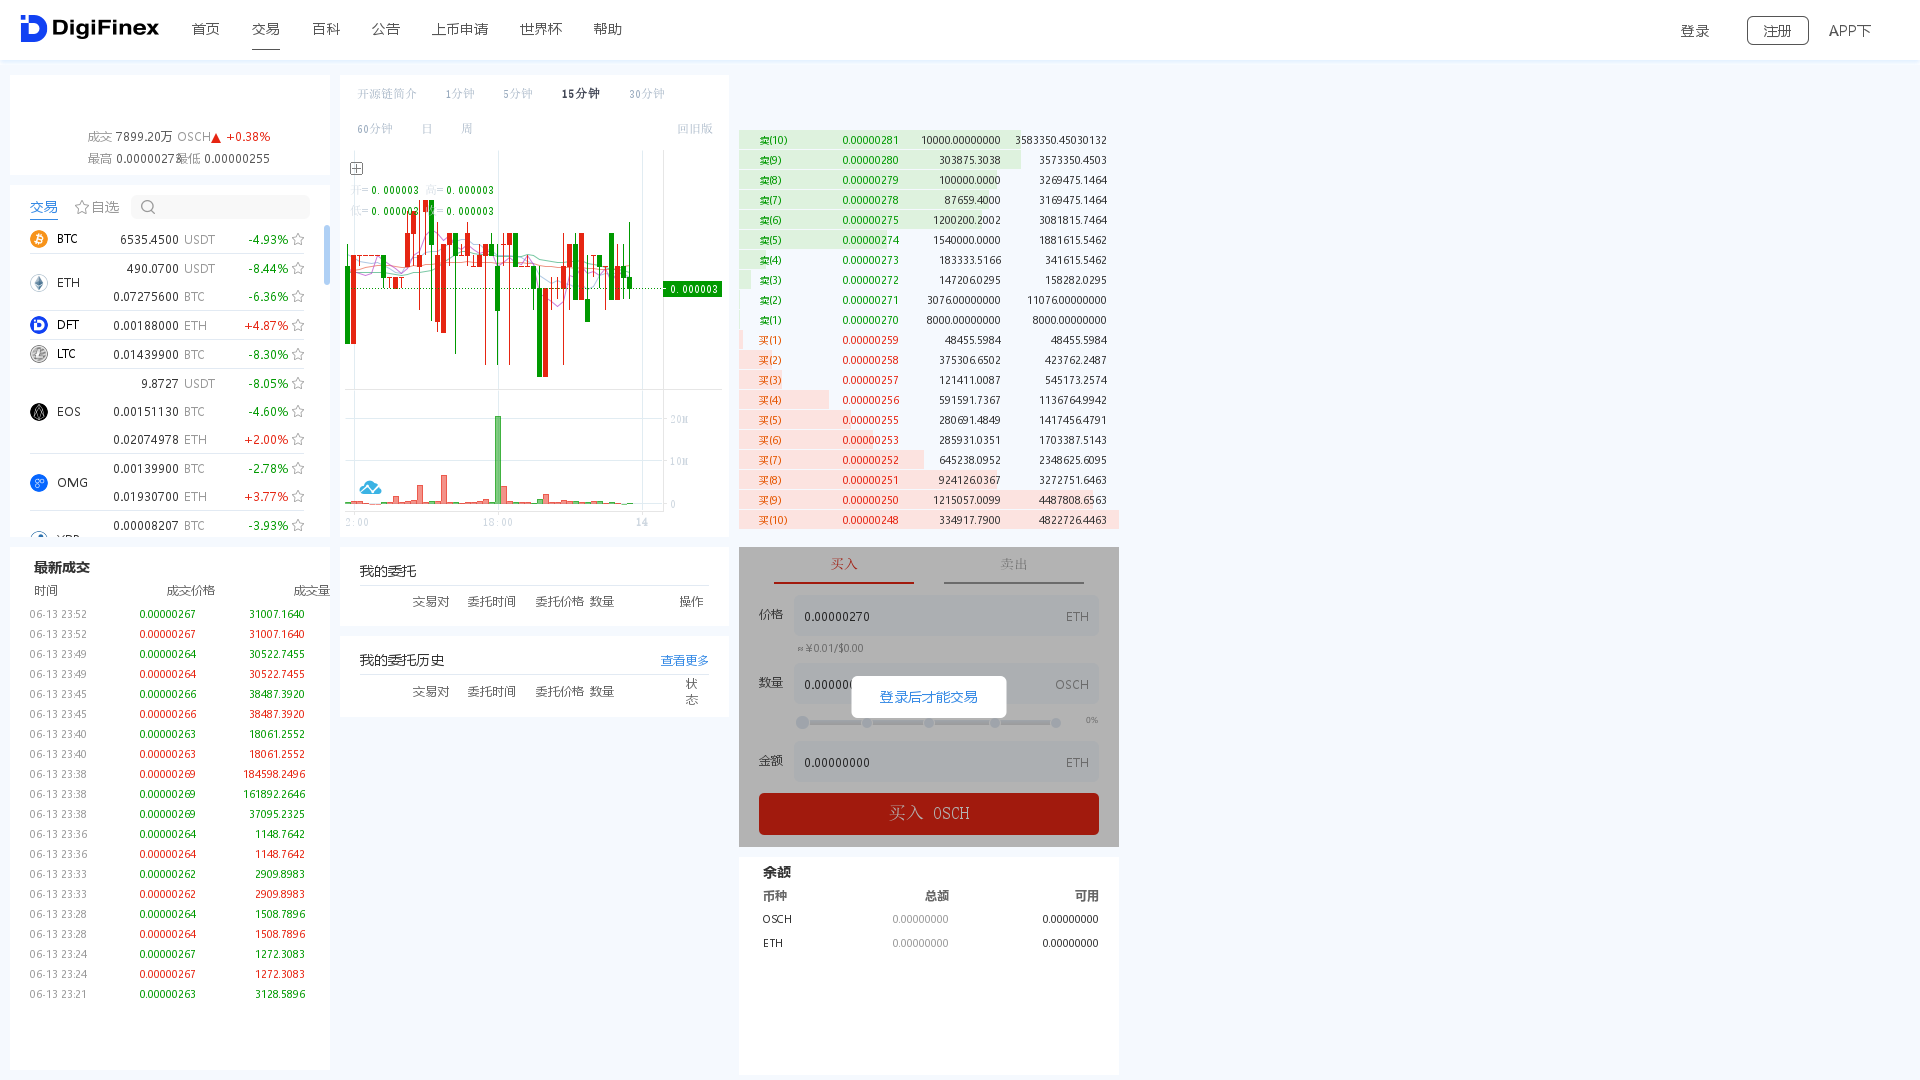 DigiFinex 首页 交易 百科 公告 上币申请 世界杯 帮助 登录 注册 APP下
成交 7899.20万 OSCH▲ +0.38%
最高 0.00000273 最低 0.00000255
交易 自选
BTC 6535.4500 USDT -4.93%
490.0700 USDT -8.44%
ETH
0.07275600 BTC -6.36%
DFT 0.00188000 ETH +4.87%
LTC 0.01439900 BTC -8.30%
9.8727 USDT -8.05%
EOS 0.00151130 BTC -4.60%
0.02074978 ETH +2.00%
0.00139900 BTC -2.78%
OMG
0.01930700 ETH +3.77%
0.00008207 BTC -3.93%
最新成交
时间 成交价格 成交量
06-13 23:52 0.00000267 31007.1640
06-13 23:52 0.00000267 31007.1640
06-13 23:49 0.00000264 30522.7455
06-13 23:49 0.00000264 30522.7455
06-13 23:45 0.00000266 38487.3920
06-13 23:45 0.00000266 38487.3920
06-13 23:40 0.00000263 18061.2552
06-13 23:40 0.00000263 18061.2552
06-13 23:38 0.00000269 184598.2496
06-13 23:38 0.00000269 161892.2646
06-13 23:38 0.00000269 37095.2325
06-13 23:36 0.00000264 1148.7642
06-13 23:36 0.00000264 1148.7642
06-13 23:33 0.00000262 2909.8983
06-13 23:33 0.00000262 2909.8983
06-13 23:28 0.00000264 1508.7896
06-13 23:28 0.00000264 1508.7896
06-13 23:24 0.00000267 1272.3083
06-13 23:24 0.00000267 1272.3083
06-13 23:21 0.00000263 3128.5896
开源链简介 1分钟 5分钟 15分钟 30分钟
60分钟 日 周 回旧版
开= 0.000003 高= 0.000003
低= 0.000003 = 0.000003
0.000003
20M
10M
0
2:00 18:00 14
我的委托
交易对 委托时间 委托价格 数量 操作
我的委托历史 查看更多
交易对 委托时间 委托价格 数量 状态
卖(10) 0.00000281 10000.00000000 3583350.45030132
卖(9) 0.00000280 303875.3038 3573350.4503
卖(8) 0.00000279 100000.0000 3269475.1464
卖(7) 0.00000278 87659.4000 3169475.1464
卖(6) 0.00000275 1200200.2002 3081815.7464
卖(5) 0.00000274 1540000.0000 1881615.5462
卖(4) 0.00000273 183333.5166 341615.5462
卖(3) 0.00000272 147206.0295 158282.0295
卖(2) 0.00000271 3076.00000000 11076.00000000
卖(1) 0.00000270 8000.00000000 8000.00000000
买(1) 0.00000259 48455.5984 48455.5984
买(2) 0.00000258 375306.6502 423762.2487
买(3) 0.00000257 121411.0087 545173.2574
买(4) 0.00000256 591591.7367 1136764.9942
买(5) 0.00000255 280691.4849 1417456.4791
买(6) 0.00000253 285931.0351 1703387.5143
买(7) 0.00000252 645238.0952 2348625.6095
买(8) 0.00000251 924126.0367 3272751.6463
买(9) 0.00000250 1215057.0099 4487808.6563
买(10) 0.00000248 334917.7900 4822726.4463
买入 卖出
价格 0.00000270 ETH
≈ ¥0.01/$0.00
数量 0.000000 OSCH
登录后才能交易
0%
金额 0.00000000 ETH
买入 OSCH
余额
币种 总额 可用
OSCH 0.00000000 0.00000000
ETH 0.00000000 0.00000000